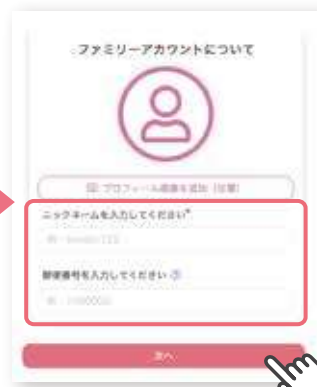 ファミリーアカウントについて
プロフィール画像を追加（任意）
ニックネームを入力してください*
郵便番号を入力してください
次へ